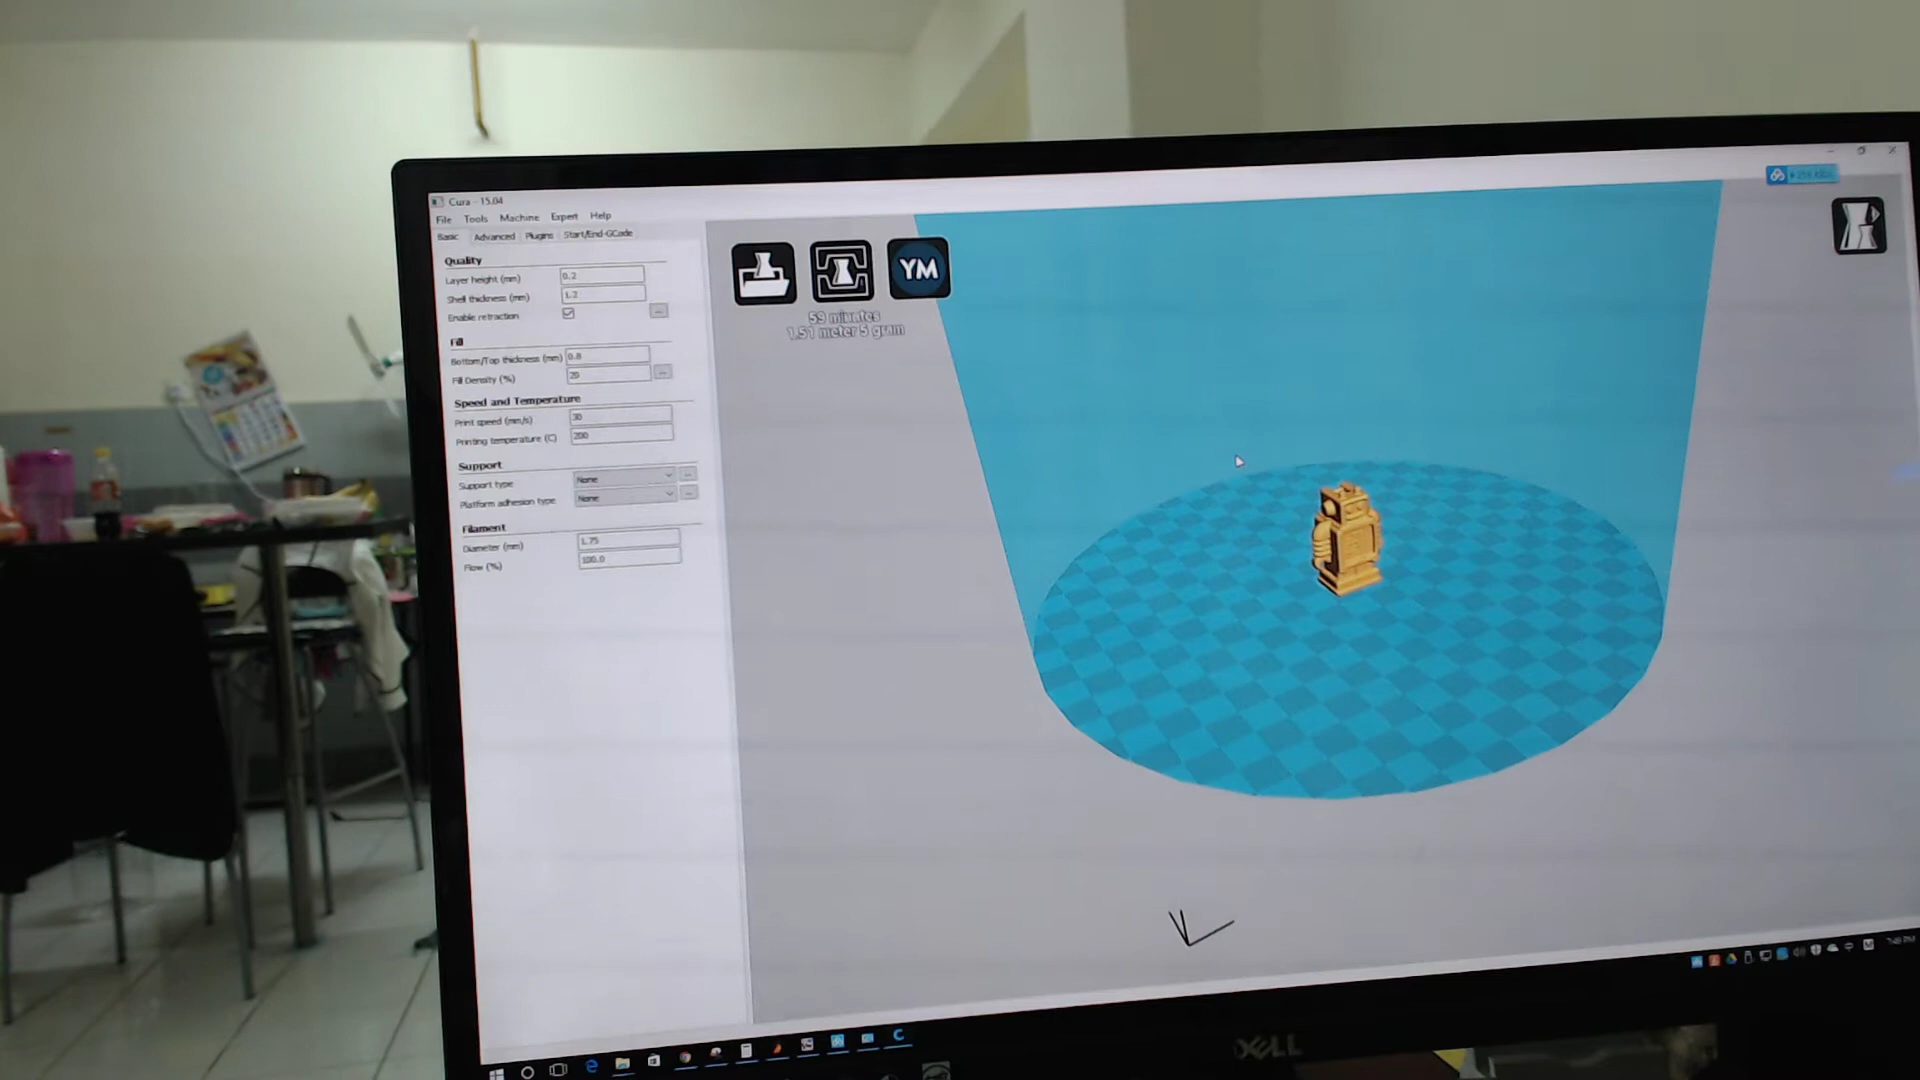 Cura - 15.04
File Tools Machine Expert Help
Basic Advanced Plugins Start/End-GCode
Quality
Layer height (mm) 0.2
Shell thickness (mm) 1.2
Enable retraction ...
Fill
Bottom/Top thickness (mm) 0.8
Fill Density (%) 20 ...
Speed and Temperature
Print speed (mm/s) 30
Printing temperature (C) 200
Support
Support type None ...
Platform adhesion type None ...
Filament
Diameter (mm) 1.75
Flow (%) 100.0
YM
59 minutes
1.51 meter 5 gram
DELL